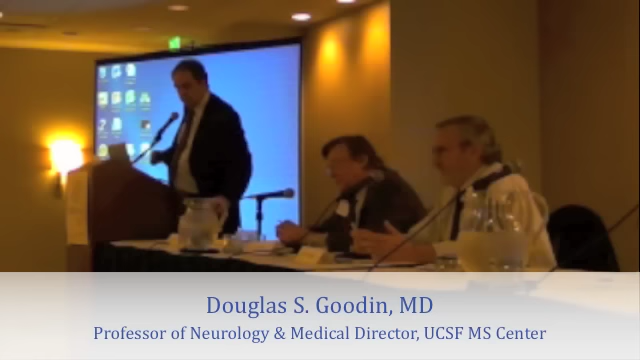 Douglas S. Goodin, MD
Professor of Neurology & Medical Director, UCSF MS Center